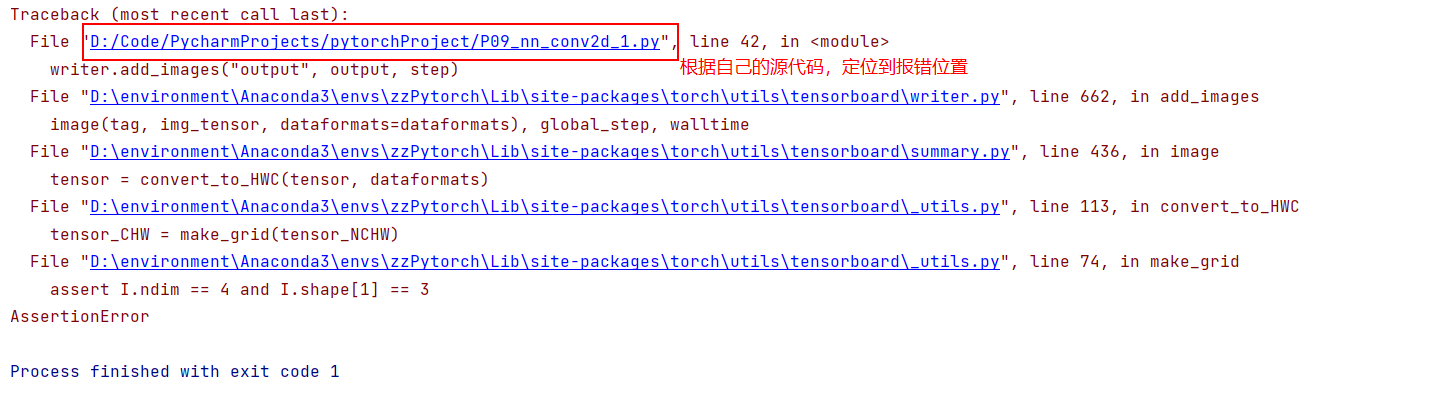 Traceback (most recent call last):
File "D:/Code/PycharmProjects/pytorchProject/P09_nn_conv2d_1.py", line 42, in <module>
writer.add_images("output", output, step)
根据自己的源代码，定位到报错位置
File "D:\environment\Anaconda3\envs\zzPytorch\Lib\site-packages\torch\utils\tensorboard\writer.py", line 662, in add_images
image(tag, img_tensor, dataformats=dataformats), global_step, walltime
File "D:\environment\Anaconda3\envs\zzPytorch\Lib\site-packages\torch\utils\tensorboard\summary.py", line 436, in image
tensor = convert_to_HWC(tensor, dataformats)
File "D:\environment\Anaconda3\envs\zzPytorch\Lib\site-packages\torch\utils\tensorboard\_utils.py", line 113, in convert_to_HWC
tensor_CHW = make_grid(tensor_NCHW)
File "D:\environment\Anaconda3\envs\zzPytorch\Lib\site-packages\torch\utils\tensorboard\_utils.py", line 74, in make_grid
assert I.ndim == 4 and I.shape[1] == 3
AssertionError
Process finished with exit code 1